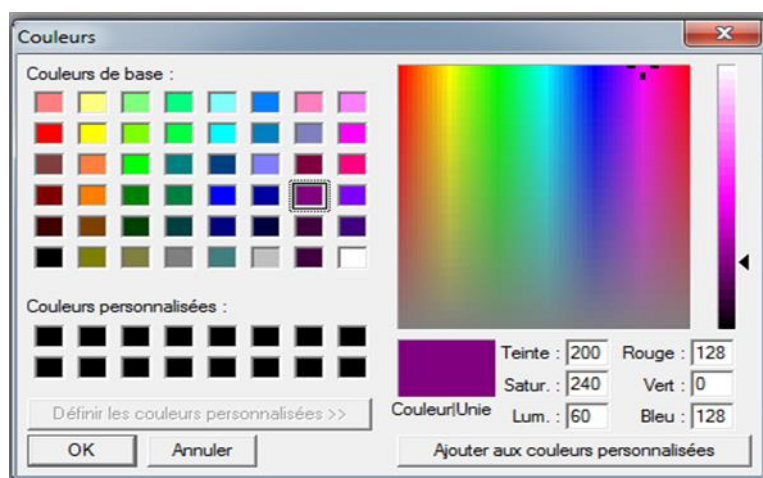 Couleurs
Couleurs de base :
Couleurs personnalisées :
Définir les couleurs personnalisées >>
OK Annuler
Teinte : 200 Rouge : 128
Satur. : 240 Vert : 0
Couleur|Unie Lum. : 60 Bleu : 128
Ajouter aux couleurs personnalisées